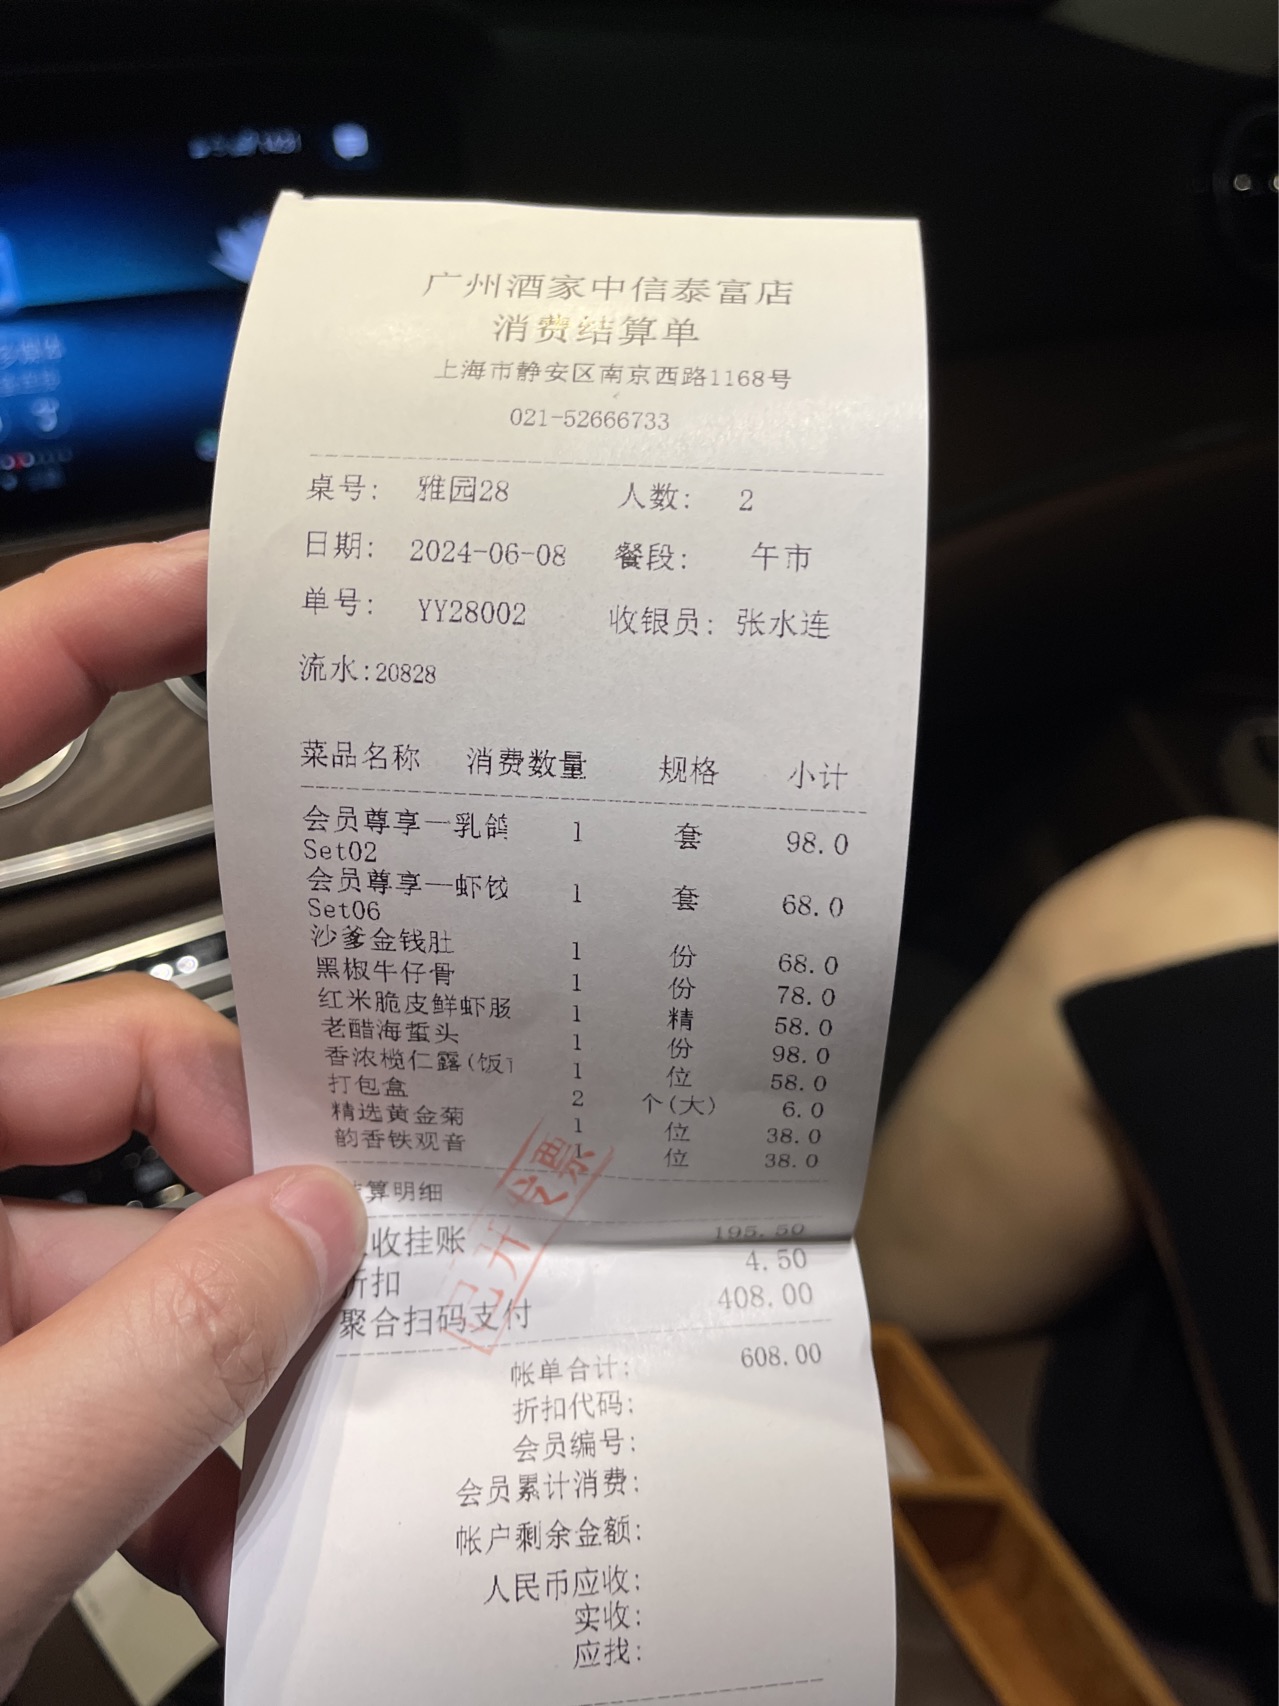 广州酒家中信泰富店
消费结算单
上海市静安区南京西路1168号
021-52666733
桌号： 雅园28 人数： 2
日期： 2024-06-08 餐段： 午市
单号： YY28002 收银员： 张水连
流水:20828
菜品名称 消费数量 规格 小计
会员尊享一乳鸽 1 套 98.0
Set02
会员尊享一虾饺 1 套 68.0
Set06
沙爹金钱肚 1 份 68.0
黑椒牛仔骨 1 份 78.0
红米脆皮鲜虾肠 1 精 58.0
老醋海蜇头 1 份 98.0
香浓榄仁露(饭 1 位 58.0
打包盒 2 个(大) 6.0
精选黄金菊 1 位 38.0
韵香铁观音 1 位 38.0
算明细
收挂账 195.50
折扣 4.50
聚合扫码支付 408.00
已开发票
帐单合计: 608.00
折扣代码:
会员编号:
会员累计消费:
帐户剩余金额:
人民币应收:
实收:
应找: